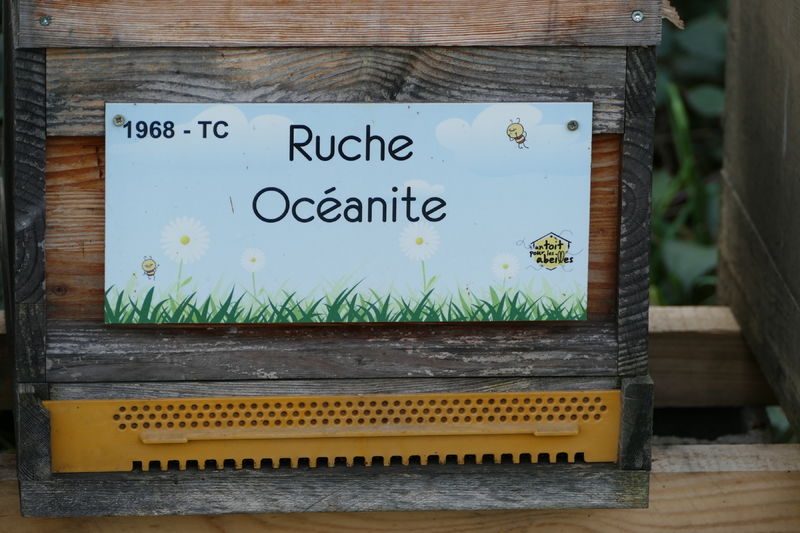 1968 - TC
Ruche
Océanite
un toit
pour les
abeilles